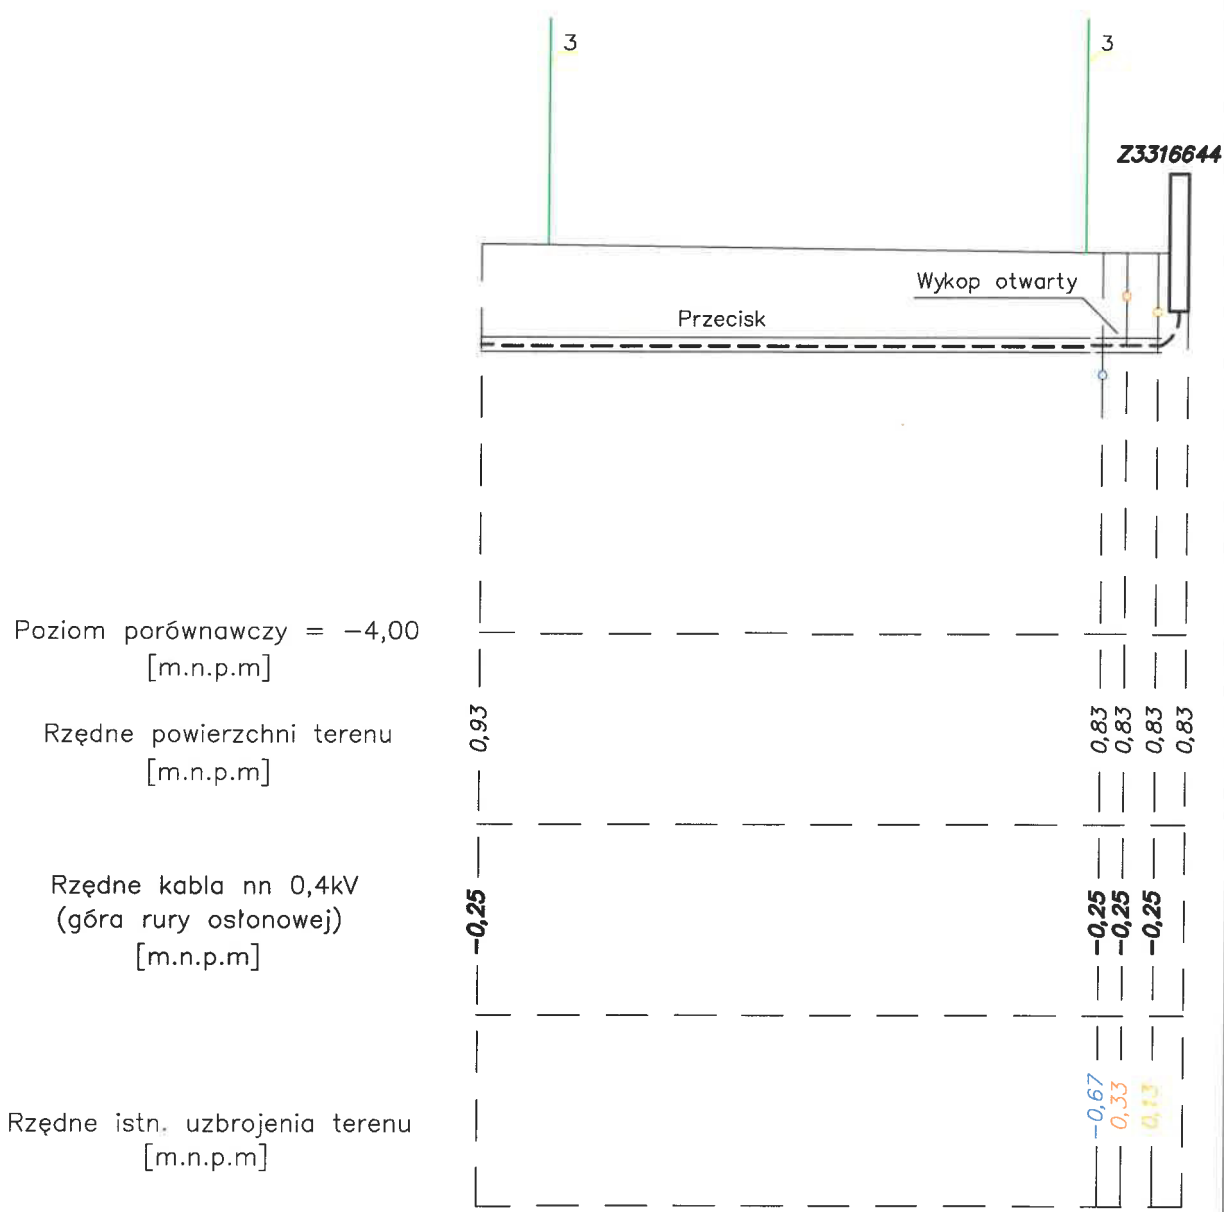 3
3
Z3316644
Wykop otwarty
Przecisk
Poziom porównawczy = -4,00
[m.n.p.m]
Rzędne powierzchni terenu
[m.n.p.m]
0,93
0,83
0,83
0,83
0,83
Rzędne kabla nn 0,4kV
(góra rury osłonowej)
[m.n.p.m]
-0,25
-0,25
-0,25
-0,25
Rzędne istn. uzbrojenia terenu
[m.n.p.m]
-0,67
0,33
0,13